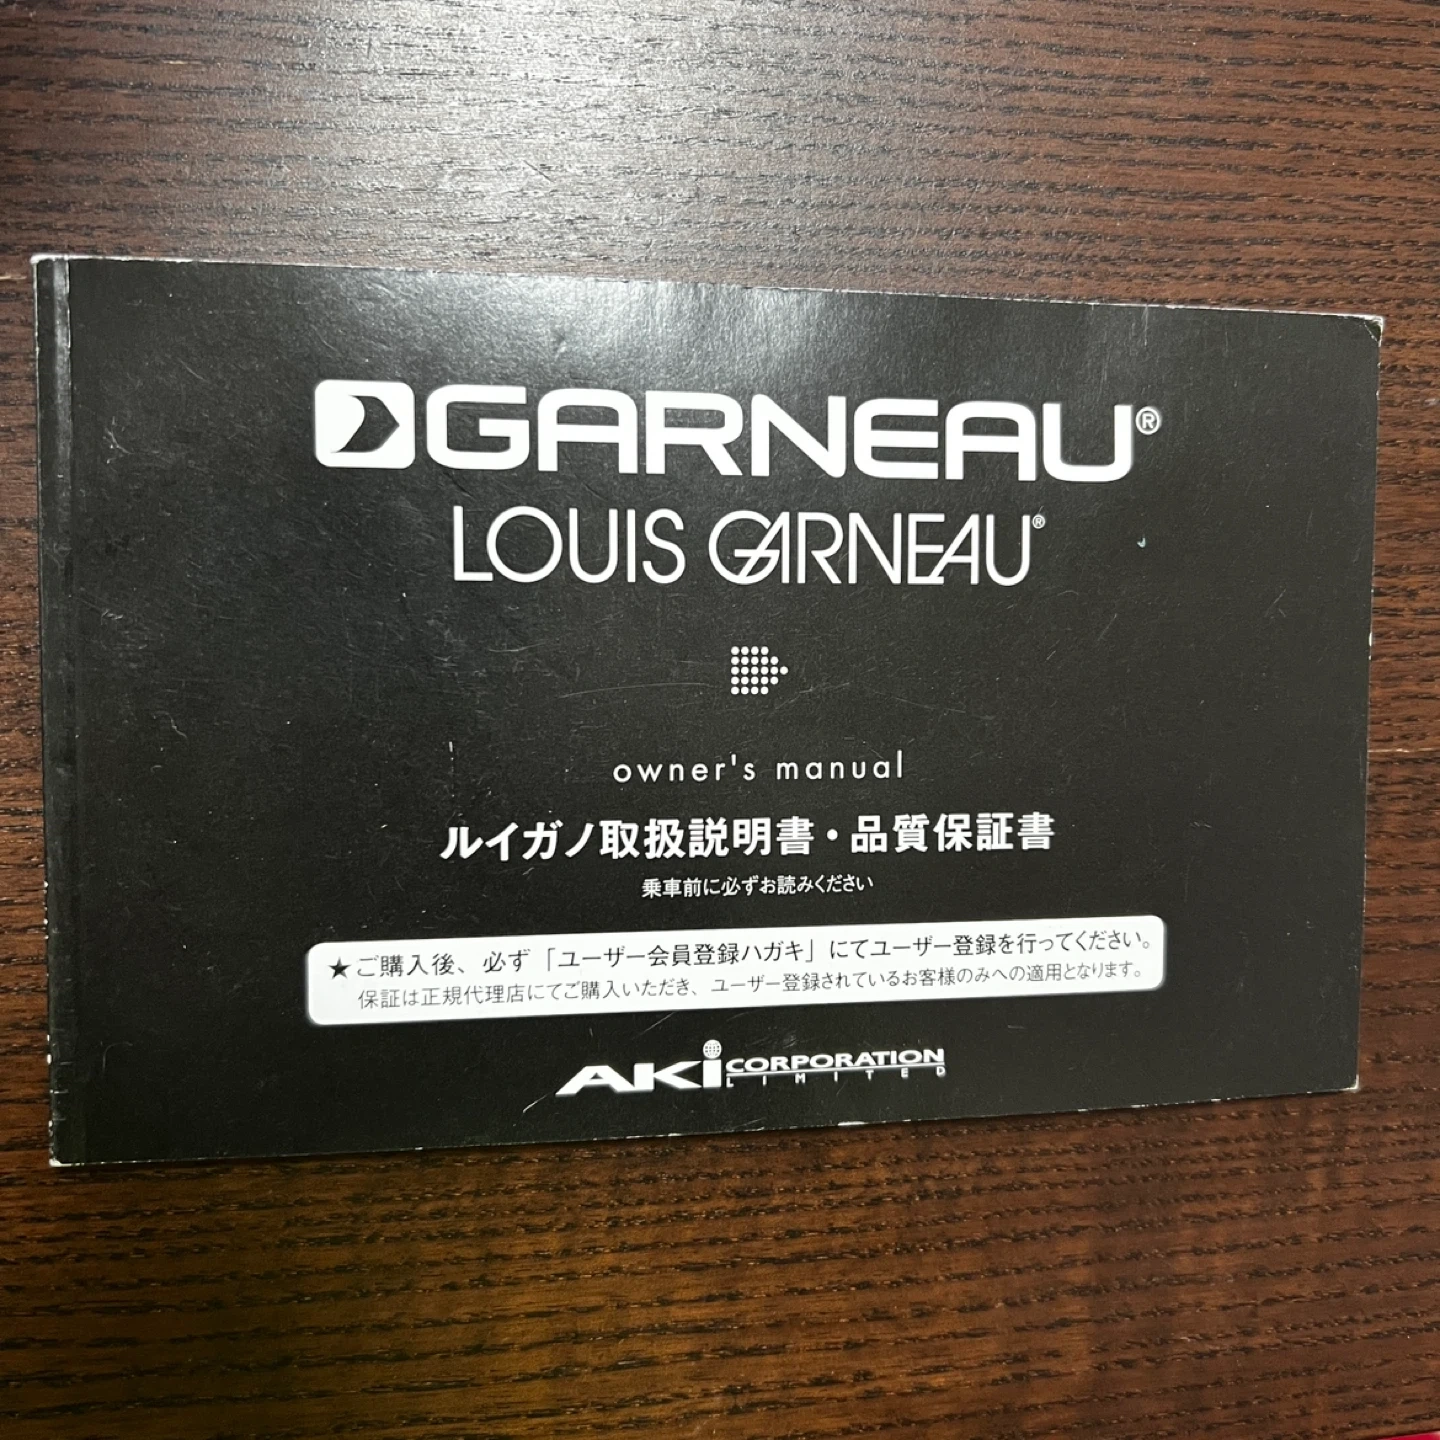 GARNEAU®
LOUIS GARNEAU®
owner's manual
ルイガノ取扱説明書・品質保証書
乗車前に必ずお読みください
★ご購入後、必ず「ユーザー会員登録ハガキ」にてユーザー登録を行ってください。
保証は正規代理店にてご購入いただき、ユーザー登録されているお客様のみへの適用となります。
AKI CORPORATION
LIMITED